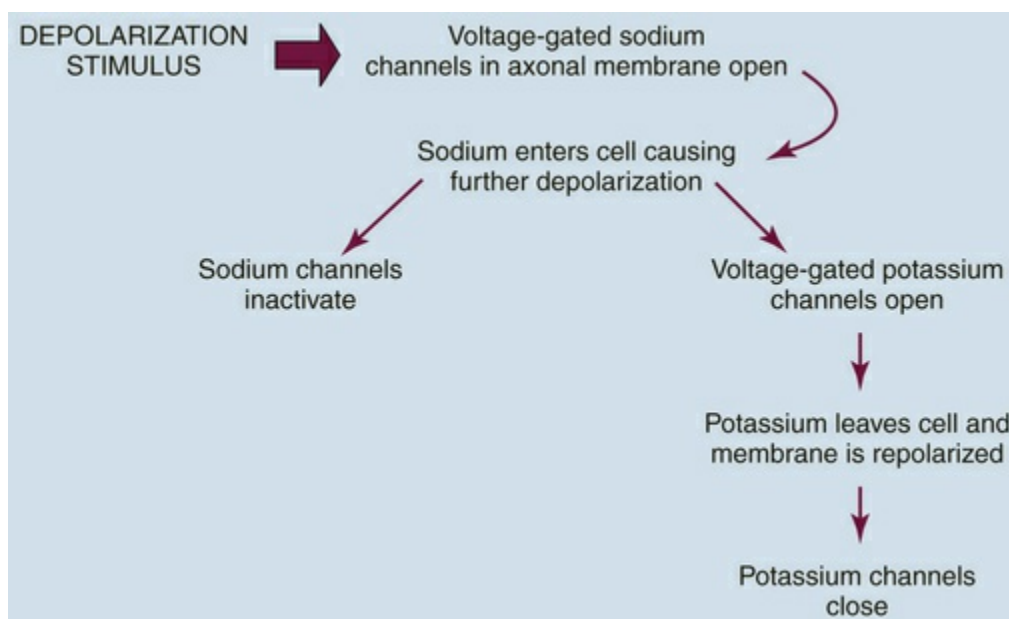 DEPOLARIZATION
STIMULUS
Voltage-gated sodium
channels in axonal membrane open
Sodium enters cell causing
further depolarization
Sodium channels
inactivate
Voltage-gated potassium
channels open
Potassium leaves cell and
membrane is repolarized
Potassium channels
close